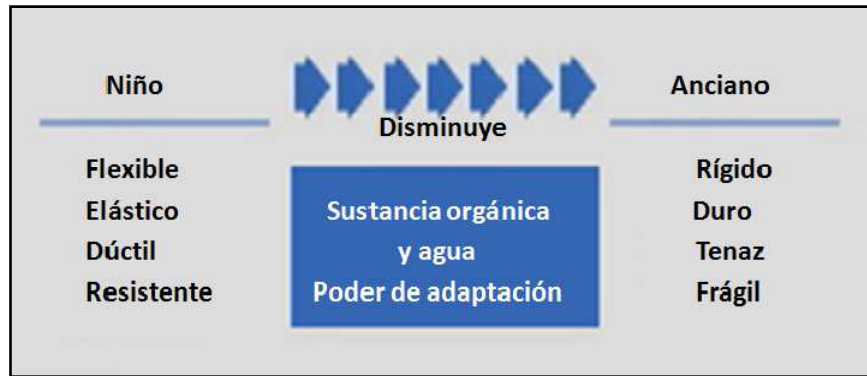 Niño
Anciano
Disminuye
Flexible
Elástico
Dúctil
Resistente
Sustancia orgánica
y agua
Poder de adaptación
Rígido
Duro
Tenaz
Frágil